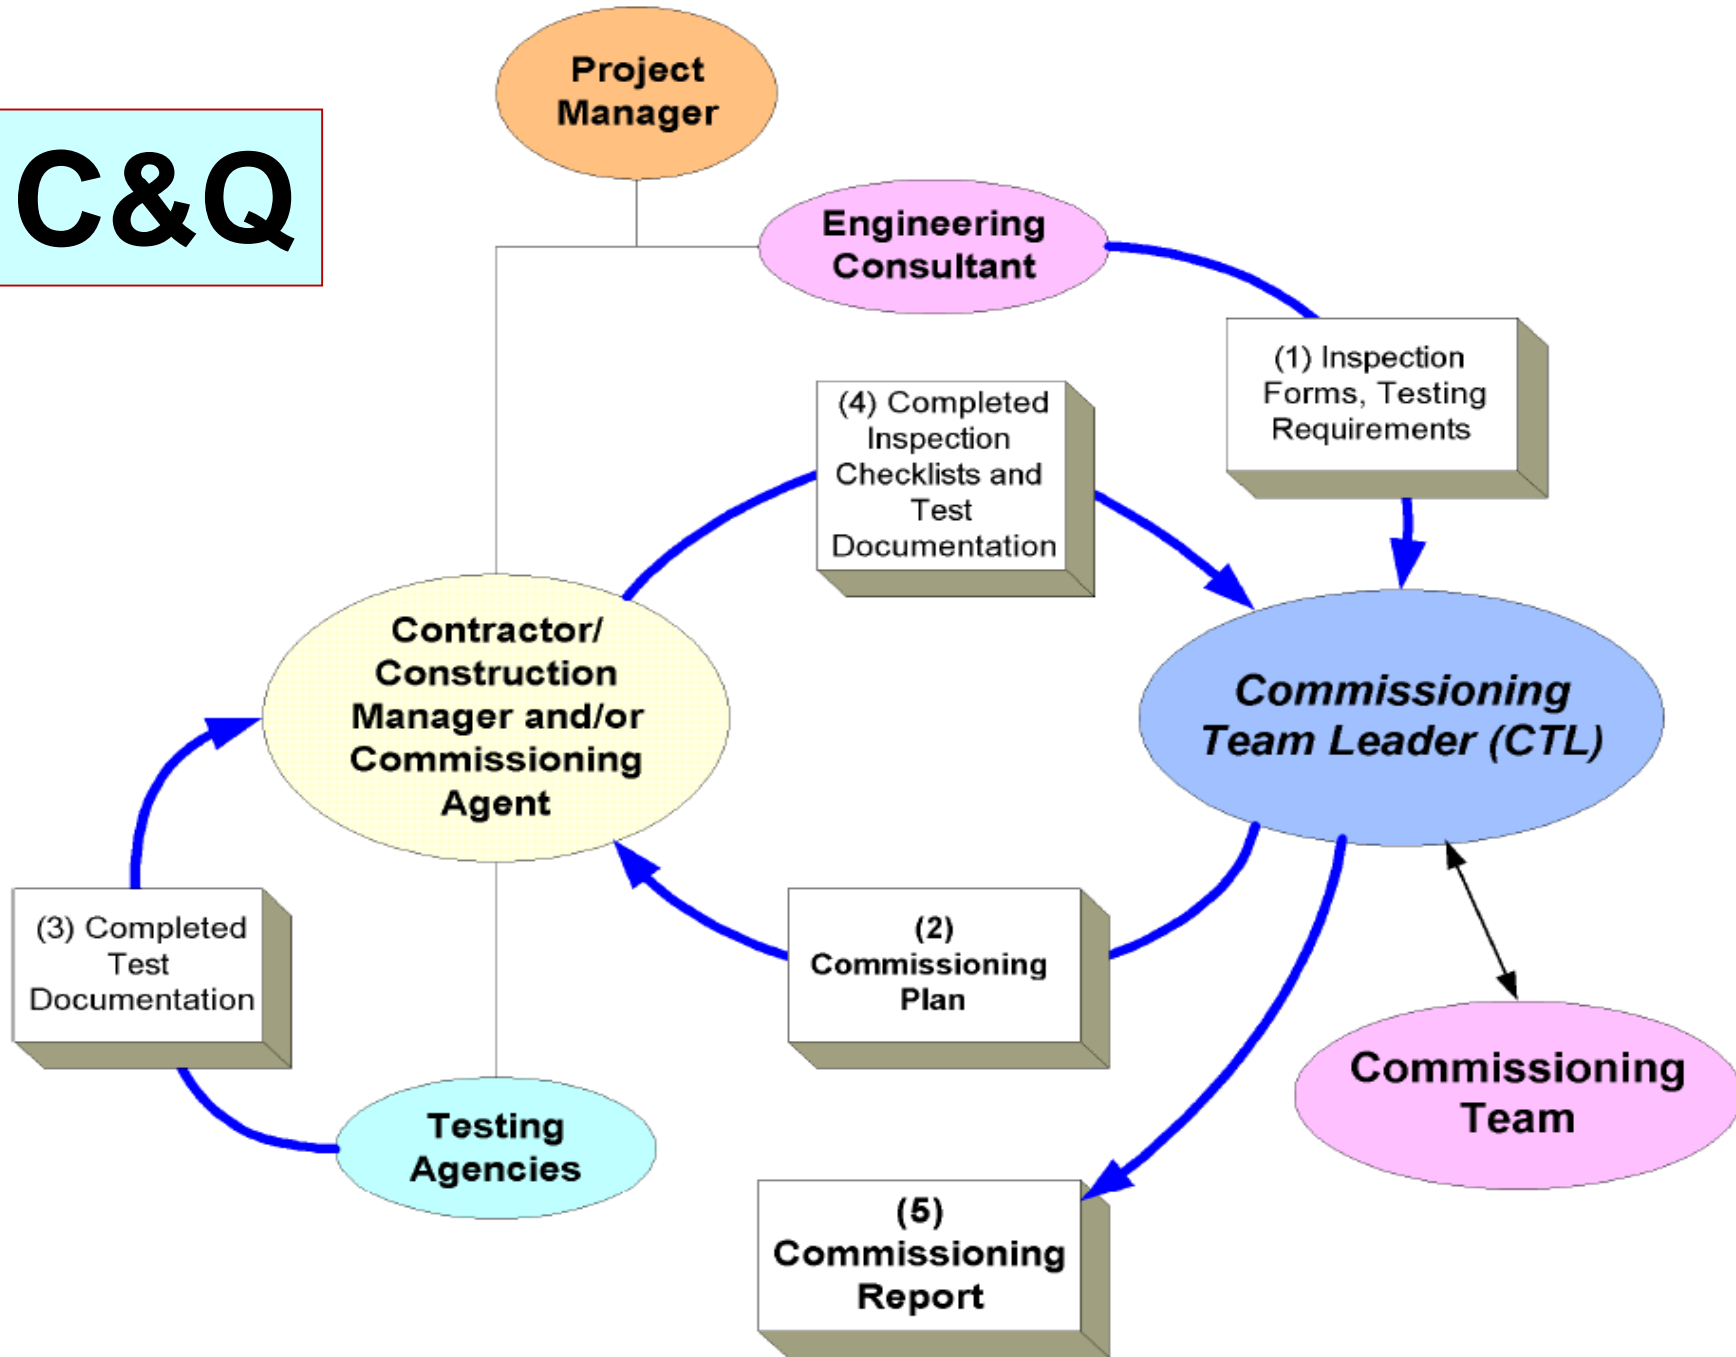 Project
Manager
C&Q
Engineering
Consultant
(1) Inspection
Forms, Testing
Requirements
(4) Completed
Inspection
Checklists and
Test
Documentation
Contractor/
Construction
Manager and/or
Commissioning
Agent
Commissioning
Team Leader (CTL)
(3) Completed
Test
Documentation
(2)
Commissioning
Plan
Commissioning
Team
Testing
Agencies
(5)
Commissioning
Report